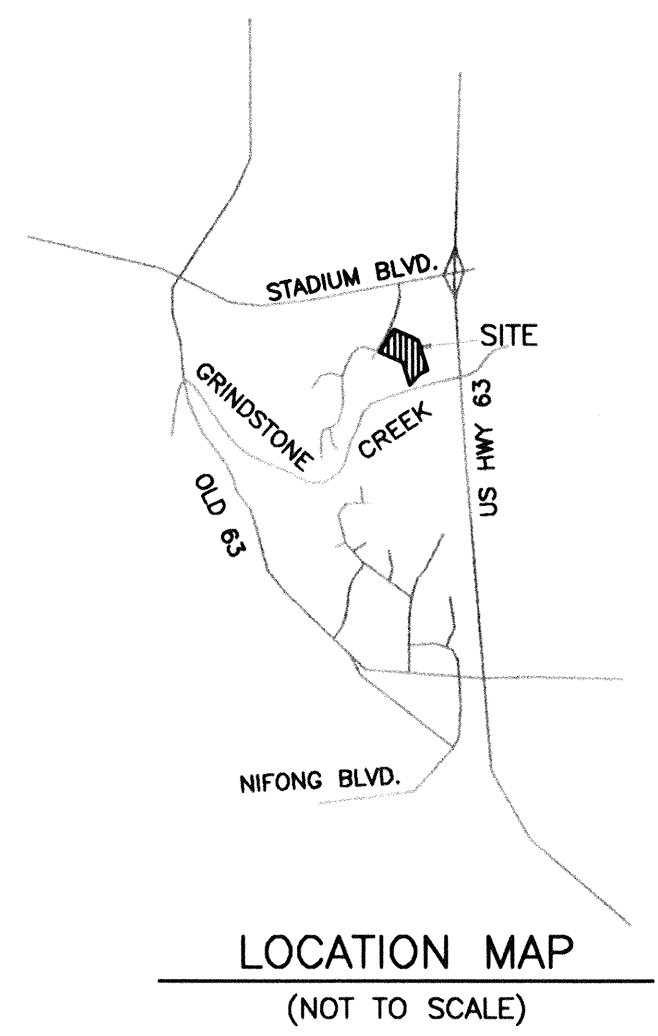 STADIUM BLVD.
SITE
GRINDSTONE
CREEK
US HWY 63
OLD 63
NIFONG BLVD.
LOCATION MAP
(NOT TO SCALE)